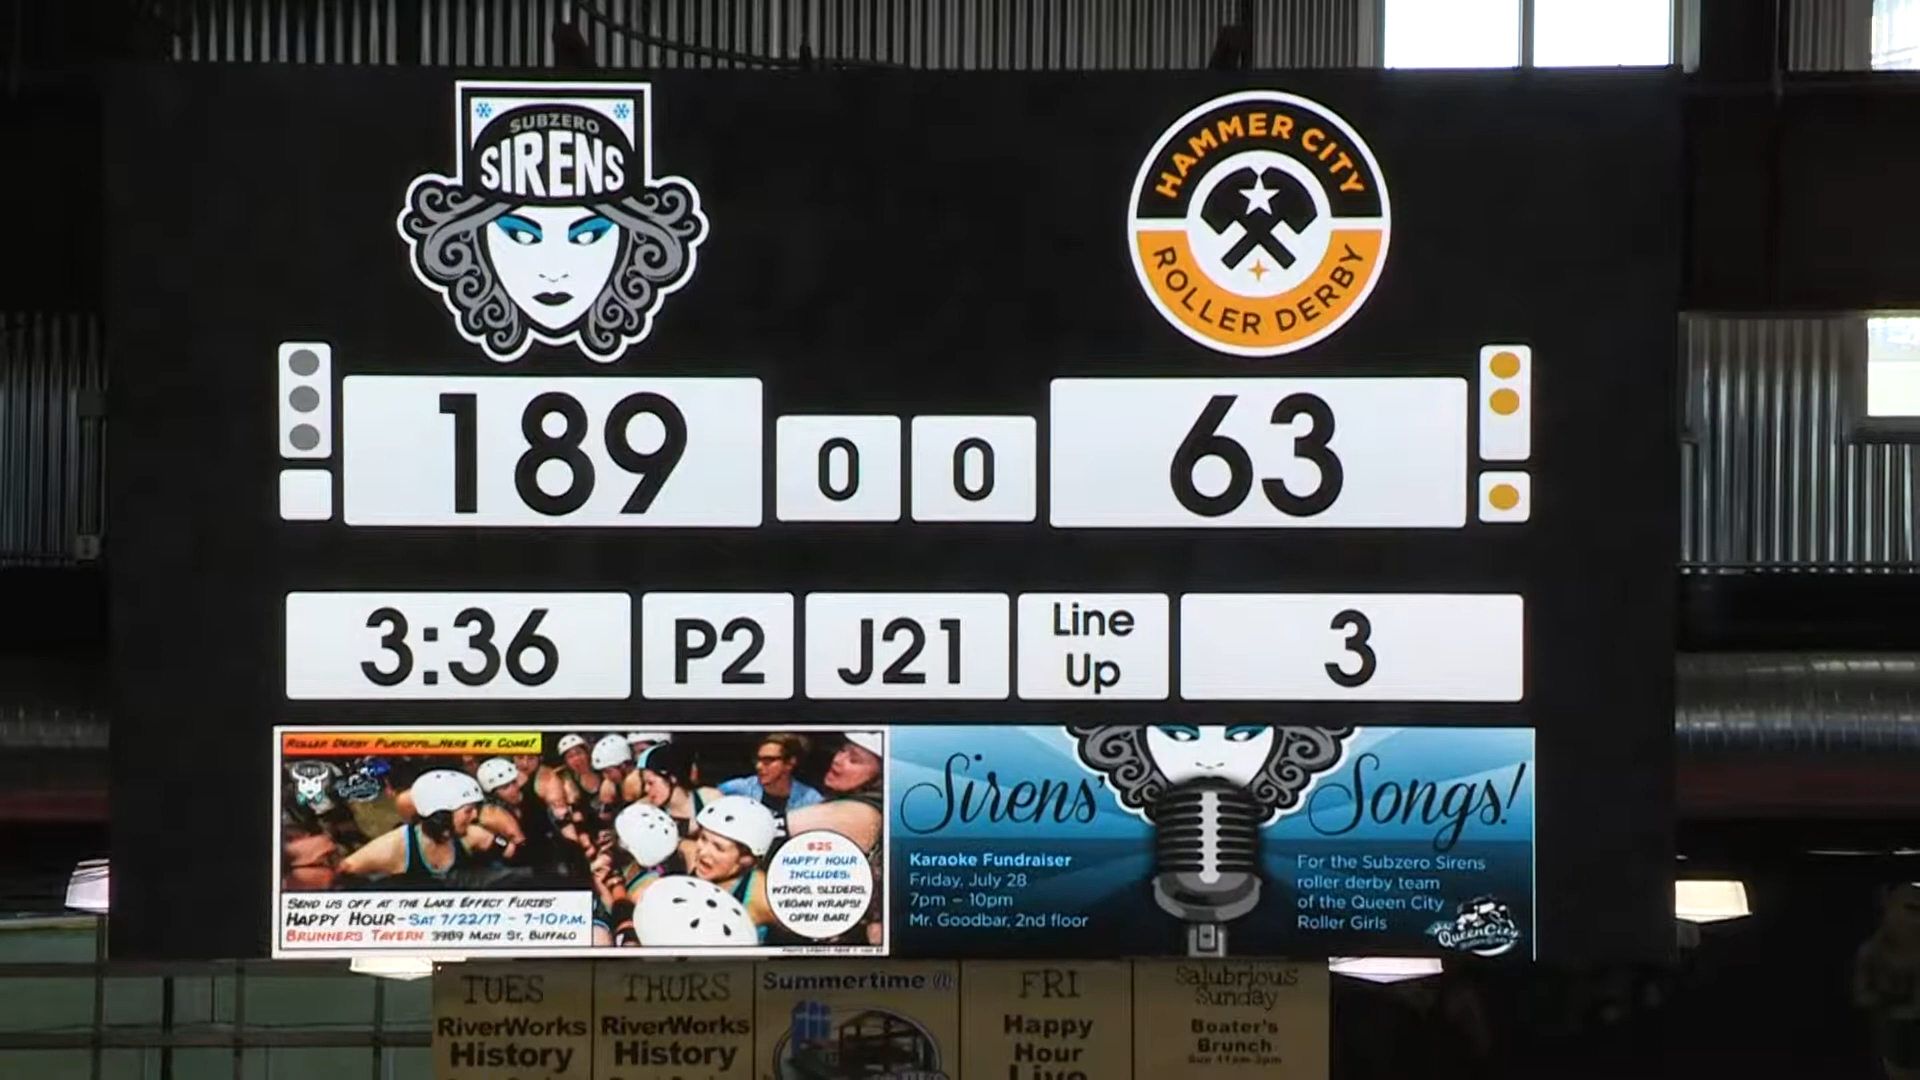 SUBZERO
SIRENS
HAMMER CITY
ROLLER DERBY
189
0
0
63
3:36
P2
J21
Line
Up
3
ROLLER DERBY PLAYOFFS...HERE WE COME!
SEND US OFF AT THE LAKE EFFECT FURIES'
HAPPY HOUR - SAT 7/22/17 - 7-10 P.M.
BRUNNERS TAVERN 3989 MAIN ST, BUFFALO
$25
HAPPY HOUR
INCLUDES:
WINGS, SLIDERS,
VEGAN WRAPS!
OPEN BAR!
Sirens' Songs!
Karaoke Fundraiser
Friday, July 28
7pm – 10pm
Mr. Goodbar, 2nd floor
For the Subzero Sirens
roller derby team
of the Queen City
Roller Girls
QueenCity
TUES
RiverWorks
History
THURS
RiverWorks
History
Summertime @
FRI
Happy
Hour
Live
Salubrious
Sunday
Boater's
Brunch
Sun 11am-2pm